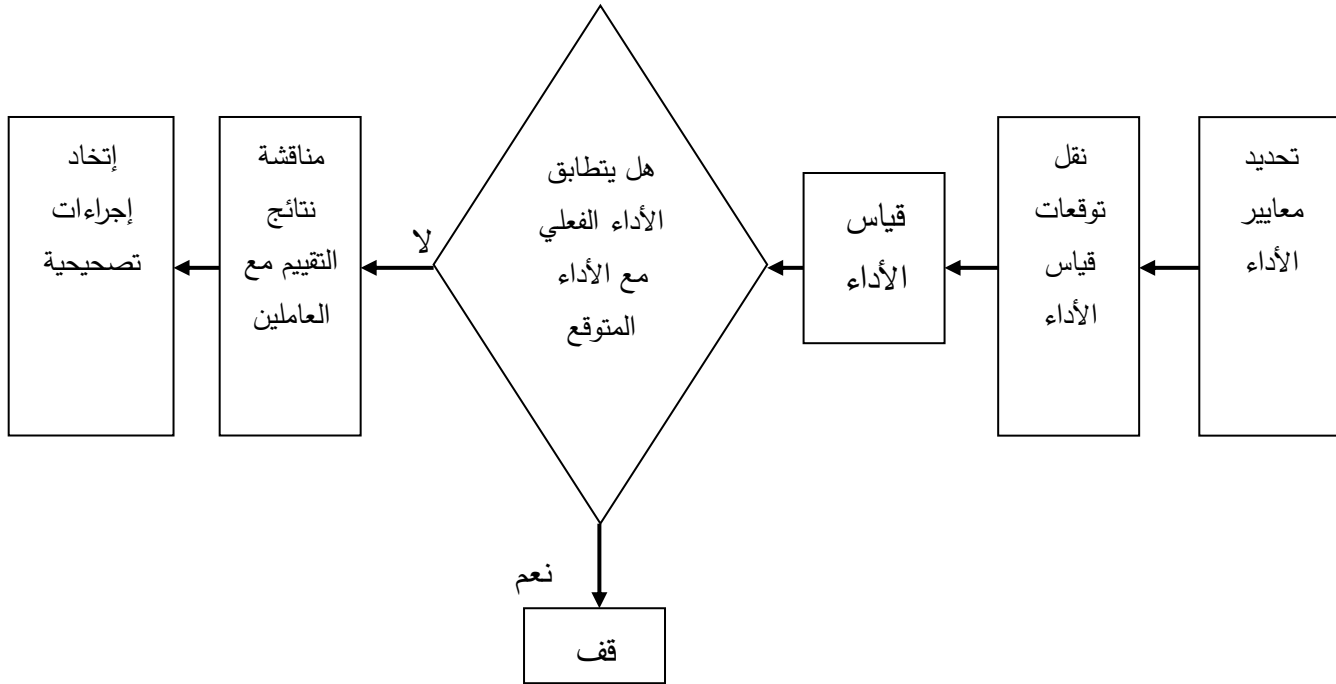 تحديد
معايير
الأداء
نقل
توقعات
قياس
الأداء
قياس
الأداء
هل يتطابق
الأداء الفعلي
مع الأداء
المتوقع
لا
مناقشة
نتائج
التقييم مع
العاملين
إتخاد
إجراءات
تصحيحية
نعم
قف